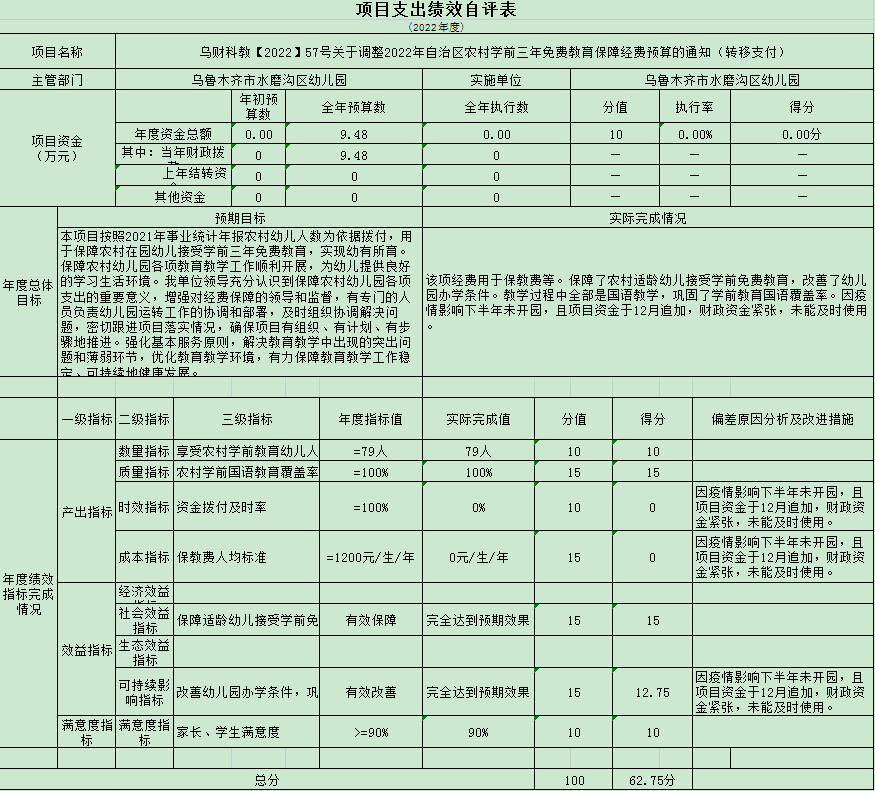 项目支出绩效自评表
(2022年度)
项目名称 乌财科教【2022】57号关于调整2022年自治区农村学前三年免费教育保障经费预算的通知（转移支付）
主管部门 乌鲁木齐市水磨沟区幼儿园 实施单位 乌鲁木齐市水磨沟区幼儿园
项目资金
（万元）
年初预
算数 全年预算数 全年执行数 分值 执行率 得分
年度资金总额 0.00 9.48 0.00 10 0.00% 0.00分
其中：当年财政拨 0 9.48 0 － － －
上年结转资 0 0 0 － － －
其他资金 0 0 0 － － －
年度总体
目标
预期目标 实际完成情况
本项目按照2021年事业统计年报农村幼儿人数为依据拨付，用
于保障农村在园幼儿接受学前三年免费教育，实现幼有所育。
保障农村幼儿园各项教育教学工作顺利开展，为幼儿提供良好
的学习生活环境。我单位领导充分认识到保障农村幼儿园各项
支出的重要意义，增强对经费保障的领导和监督，有专门的人
员负责幼儿园运转工作的协调和部署，及时组织协调解决问
题，密切跟进项目落实情况，确保项目有组织、有计划、有步
骤地推进。强化基本服务原则，解决教育教学中出现的突出问
题和薄弱环节，优化教育教学环境，有力保障教育教学工作稳
定、可持续地健康发展。
该项经费用于保教费等。保障了农村适龄幼儿接受学前免费教育，改善了幼儿
园办学条件。教学过程中全部是国语教学，巩固了学前教育国语覆盖率。因疫
情影响下半年未开园，且项目资金于12月追加，财政资金紧张，未能及时使用
。
一级指标 二级指标 三级指标 年度指标值 实际完成值 分值 得分 偏差原因分析及改进措施
年度绩效
指标完成
情况
产出指标
数量指标 享受农村学前教育幼儿人 =79人 79人 10 10
质量指标 农村学前国语教育覆盖率 =100% 100% 15 15
时效指标 资金拨付及时率 =100% 0% 10 0
因疫情影响下半年未开园，且
项目资金于12月追加，财政资
金紧张，未能及时使用。
成本指标 保教费人均标准 =1200元/生/年 0元/生/年 15 0
因疫情影响下半年未开园，且
项目资金于12月追加，财政资
金紧张，未能及时使用。
效益指标
经济效益
指标
社会效益
指标 保障适龄幼儿接受学前免 有效保障 完全达到预期效果 15 15
生态效益
指标
可持续影
响指标 改善幼儿园办学条件，巩 有效改善 完全达到预期效果 15 12.75
因疫情影响下半年未开园，且
项目资金于12月追加，财政资
金紧张，未能及时使用。
满意度指
标
满意度指
标 家长、学生满意度 >=90% 90% 10 10
总分 100 62.75分